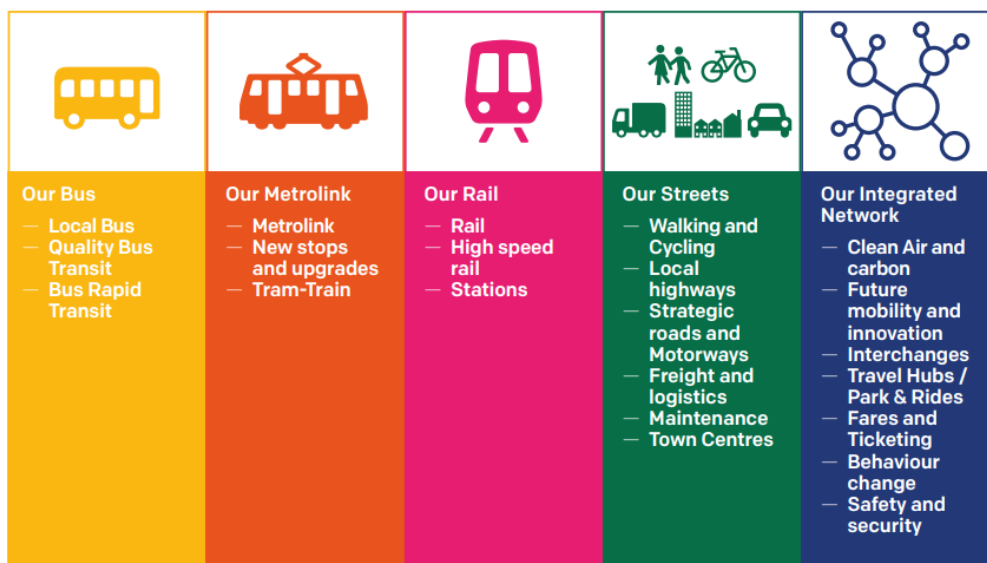 Our Bus
— Local Bus
— Quality Bus
Transit
— Bus Rapid
Transit
Our Metrolink
— Metrolink
— New stops
and upgrades
— Tram-Train
Our Rail
— Rail
— High speed
rail
— Stations
Our Streets
— Walking and
Cycling
— Local
highways
— Strategic
roads and
Motorways
— Freight and
logistics
— Maintenance
— Town Centres
Our Integrated
Network
— Clean Air and
carbon
— Future
mobility and
innovation
— Interchanges
— Travel Hubs /
Park & Rides
— Fares and
Ticketing
— Behaviour
change
— Safety and
security